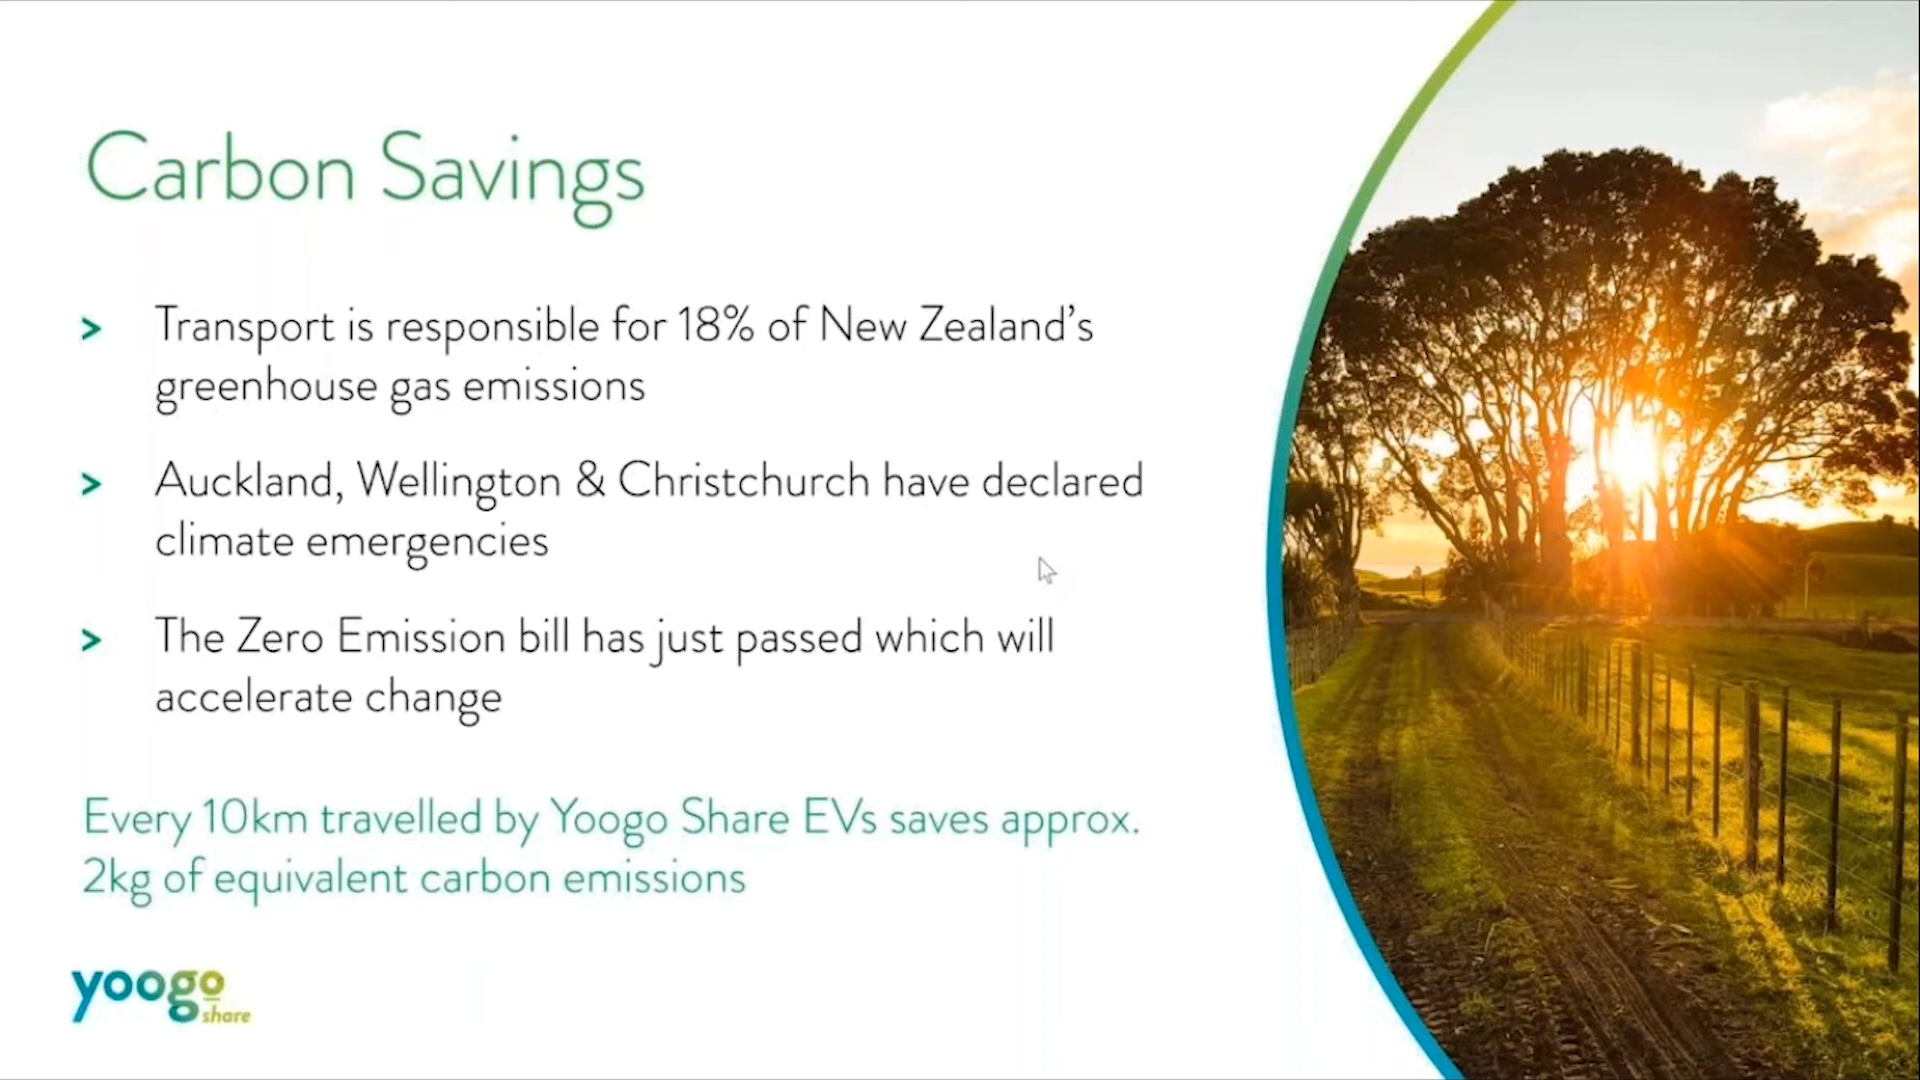 Carbon Savings
> Transport is responsible for 18% of New Zealand’s
greenhouse gas emissions
> Auckland, Wellington & Christchurch have declared
climate emergencies
> The Zero Emission bill has just passed which will
accelerate change
Every 10km travelled by Yoogo Share EVs saves approx.
2kg of equivalent carbon emissions
yoogo
share